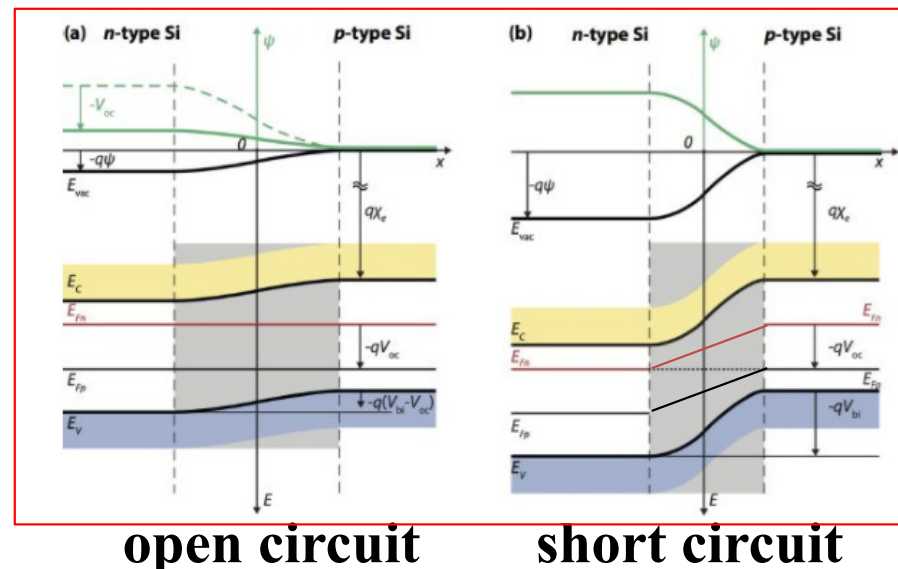 (a) n-type Si
p-type Si
ψ
-V_oc
0
x
-qψ
E_vac
qχ_e
E_C
E_Fn
-qV_oc
E_Fp
-q(V_bi-V_oc)
E_V
E
(b) n-type Si
p-type Si
ψ
0
x
-qψ
E_vac
qχ_e
E_C
E_Fn
E_Fn
-qV_oc
E_Fp
E_Fp
-qV_bi
E_V
E
open circuit
short circuit